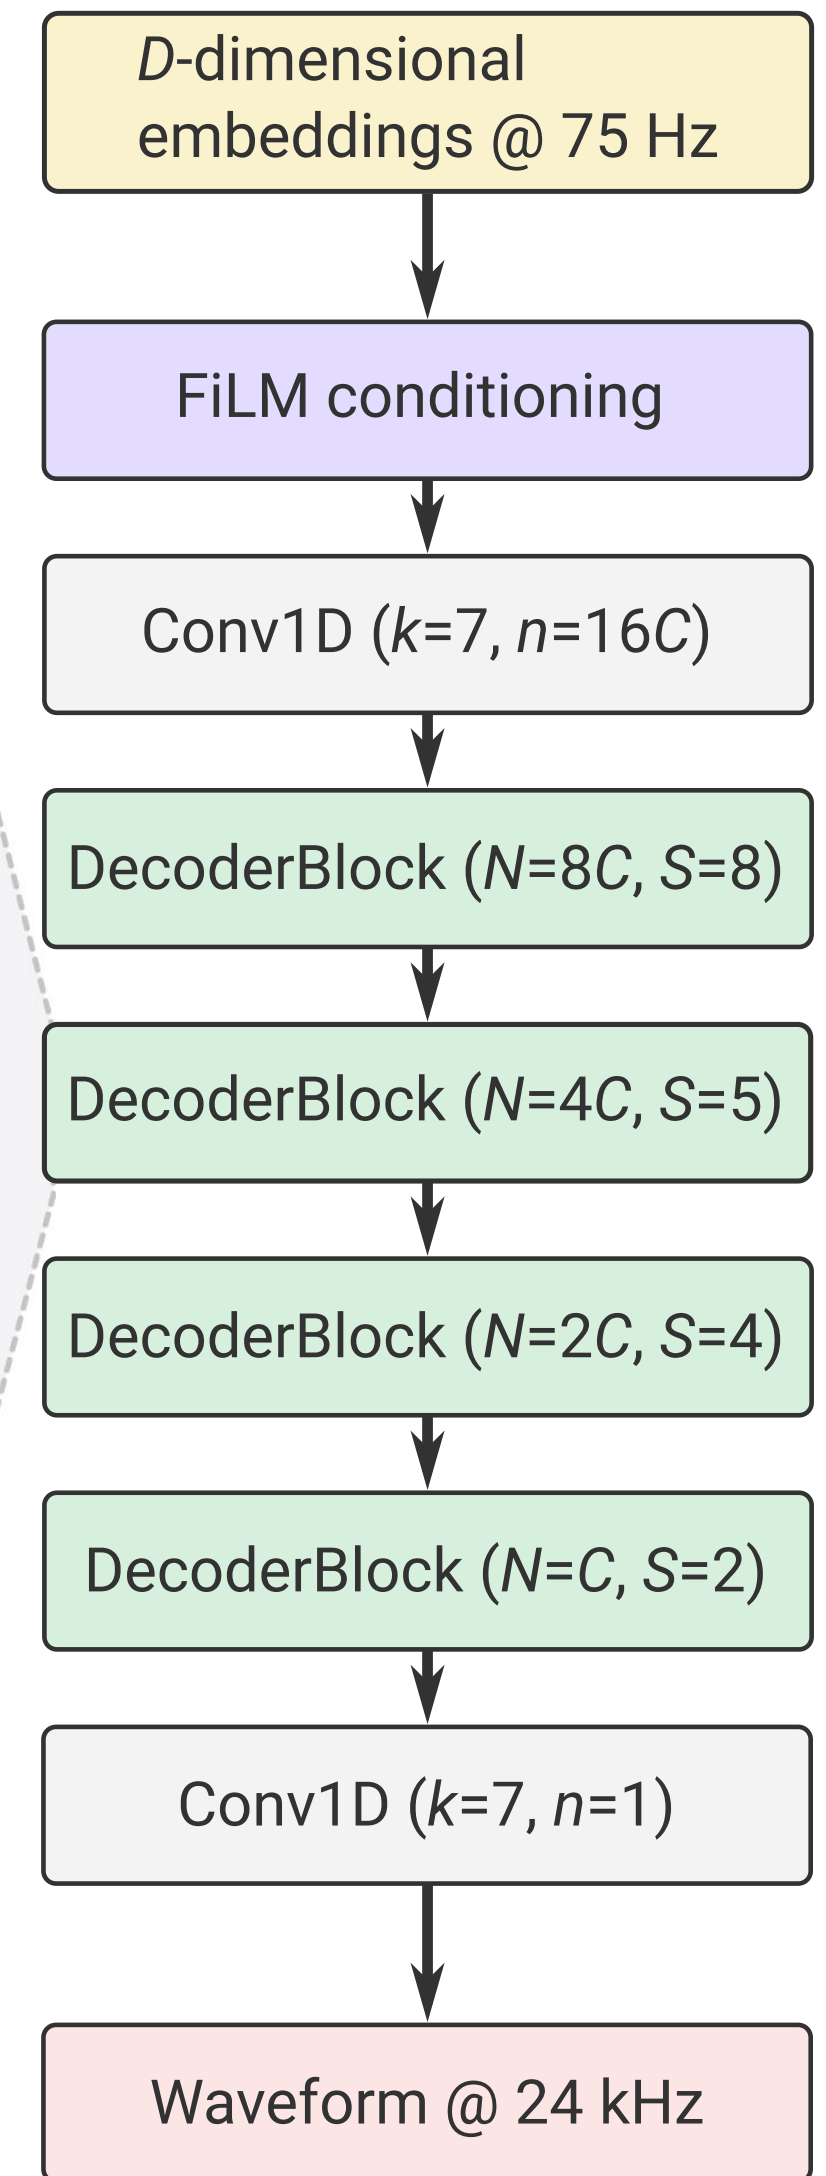 D-dimensional
embeddings @ 75 Hz
FiLM conditioning
Conv1D (k=7, n=16C)
DecoderBlock (N=8C, S=8)
DecoderBlock (N=4C, S=5)
DecoderBlock (N=2C, S=4)
DecoderBlock (N=C, S=2)
Conv1D (k=7, n=1)
Waveform @ 24 kHz